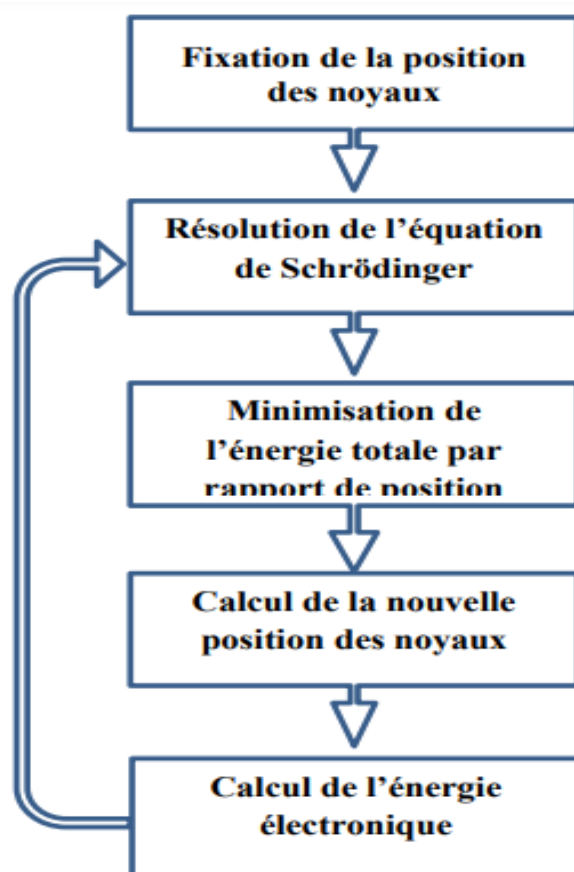 Fixation de la position
des noyaux
Résolution de l’équation
de Schrödinger
Minimisation de
l’énergie totale par
rapport de position
Calcul de la nouvelle
position des noyaux
Calcul de l’énergie
électronique